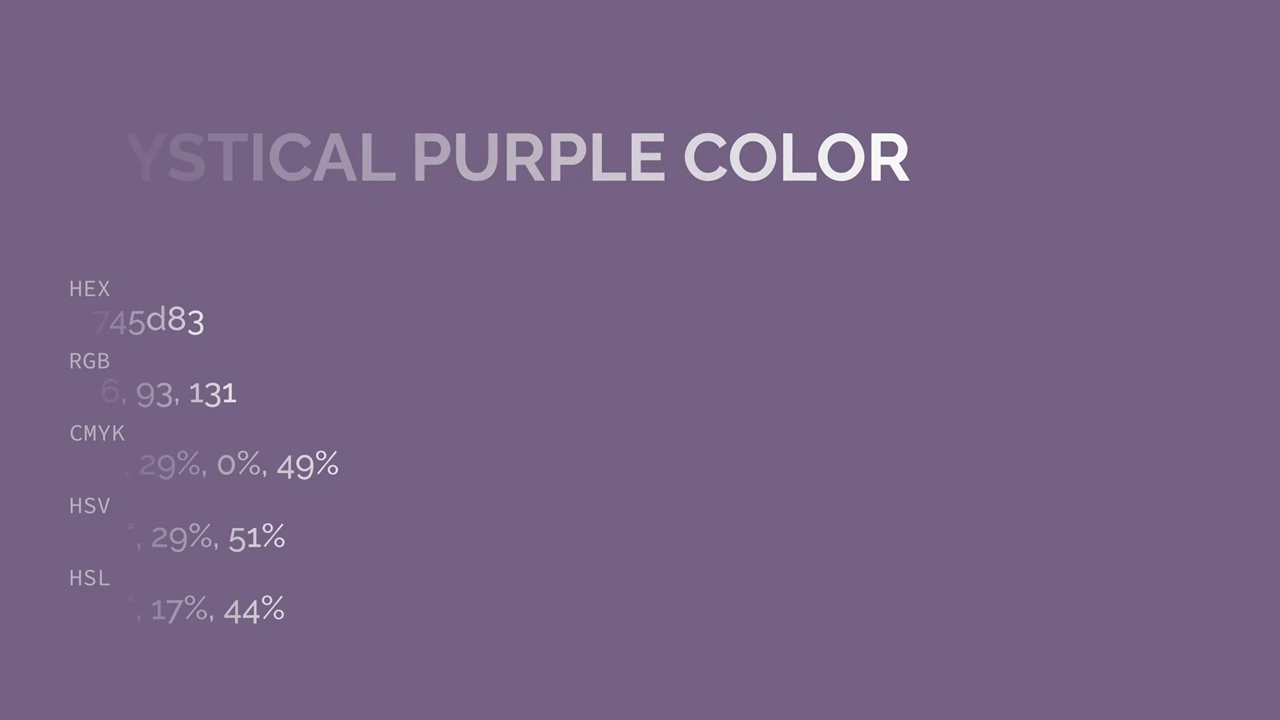 YSTICAL PURPLE COLOR
HEX
745d83
RGB
6, 93, 131
CMYK
, 29%, 0%, 49%
HSV
°, 29%, 51%
HSL
°, 17%, 44%